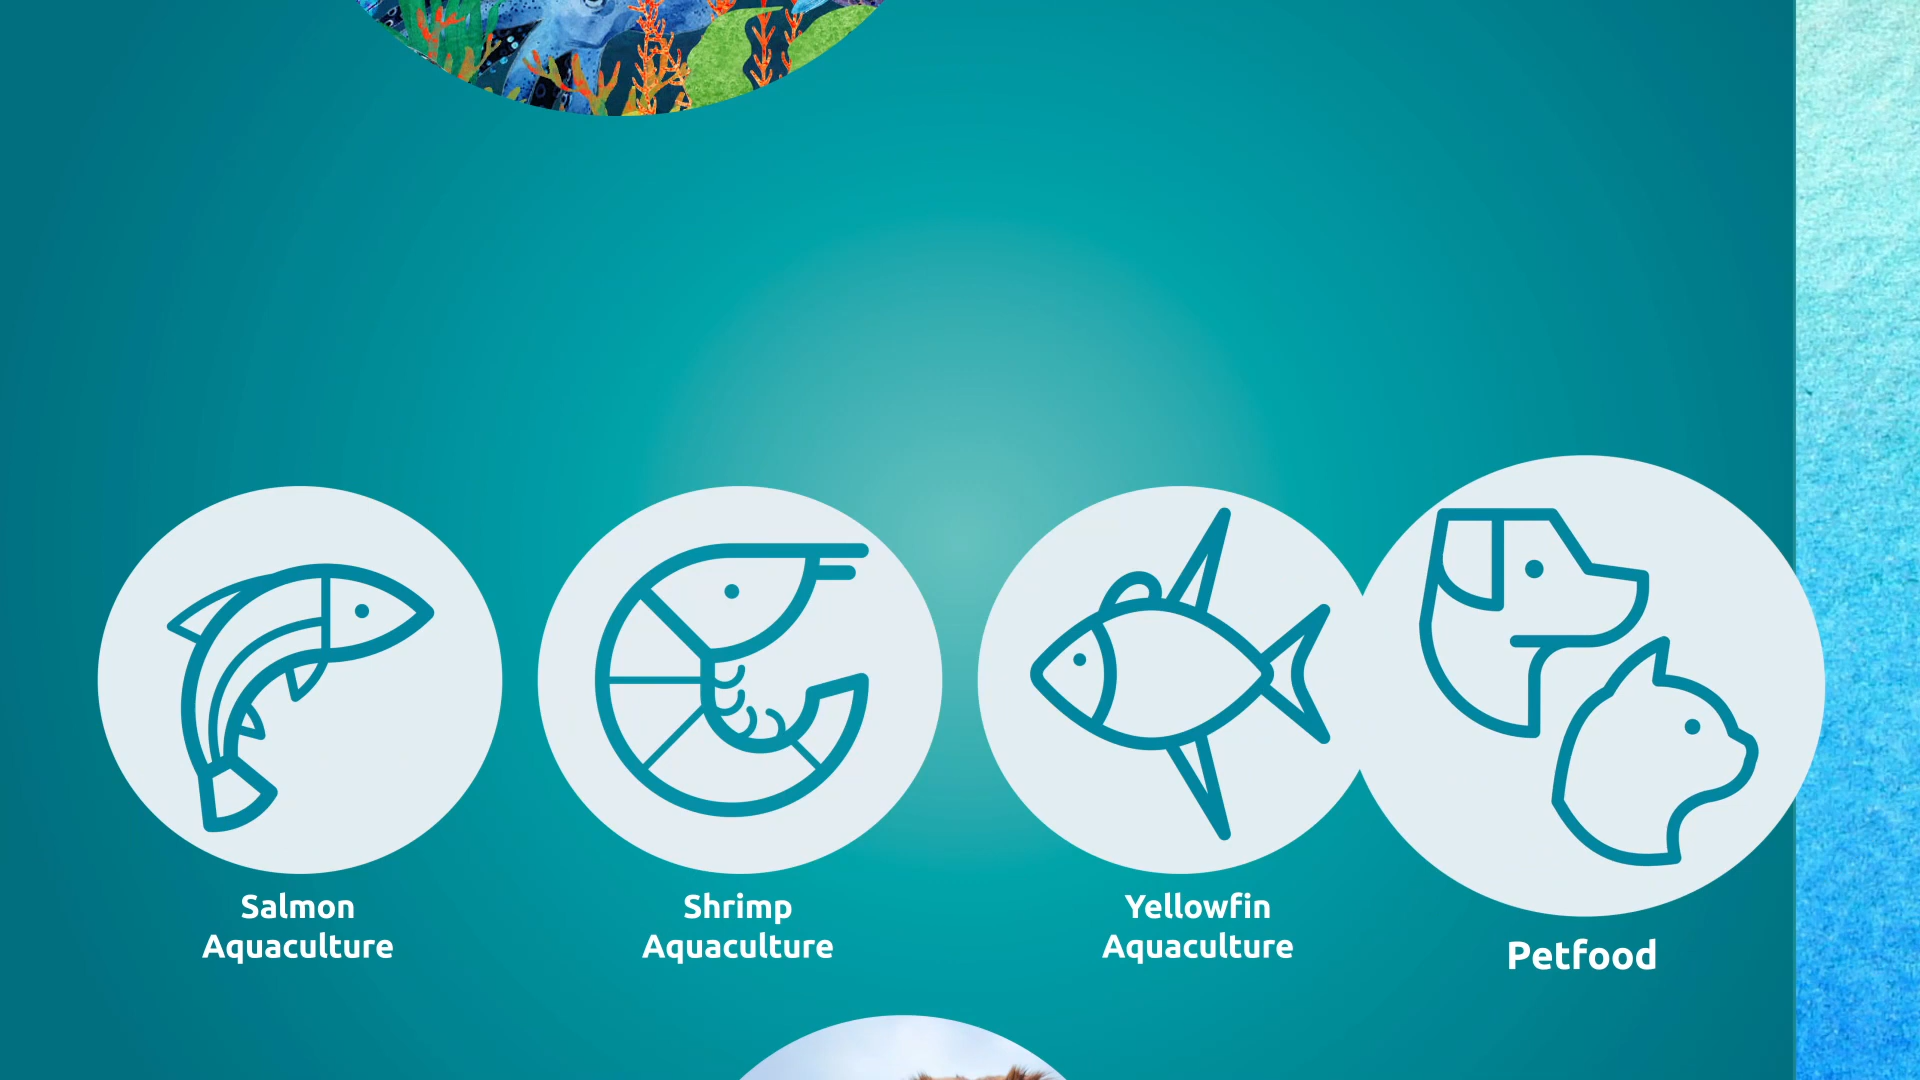 Salmon
Aquaculture
Shrimp
Aquaculture
Yellowfin
Aquaculture
Petfood